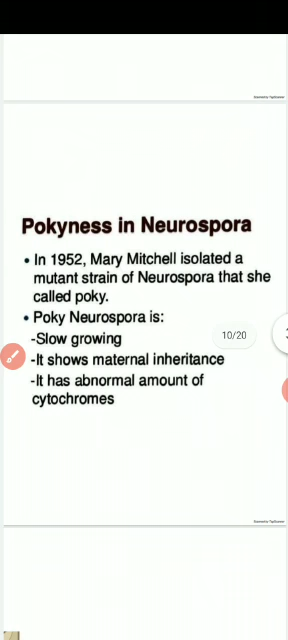 Pokyness in Neurospora
• In 1952, Mary Mitchell isolated a
mutant strain of Neurospora that she
called poky.
• Poky Neurospora is:
-Slow growing
10/20
-It shows maternal inheritance
-It has abnormal amount of
cytochromes